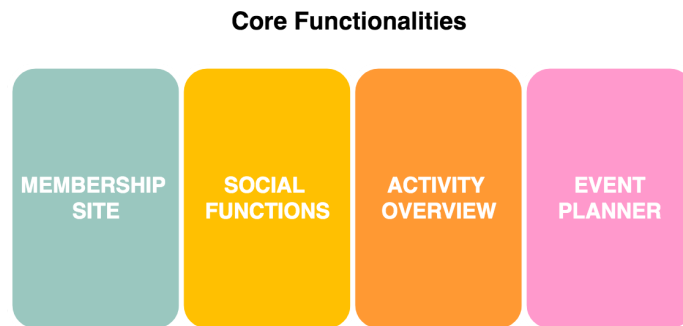 Core Functionalities
MEMBERSHIP
SITE
SOCIAL
FUNCTIONS
ACTIVITY
OVERVIEW
EVENT
PLANNER